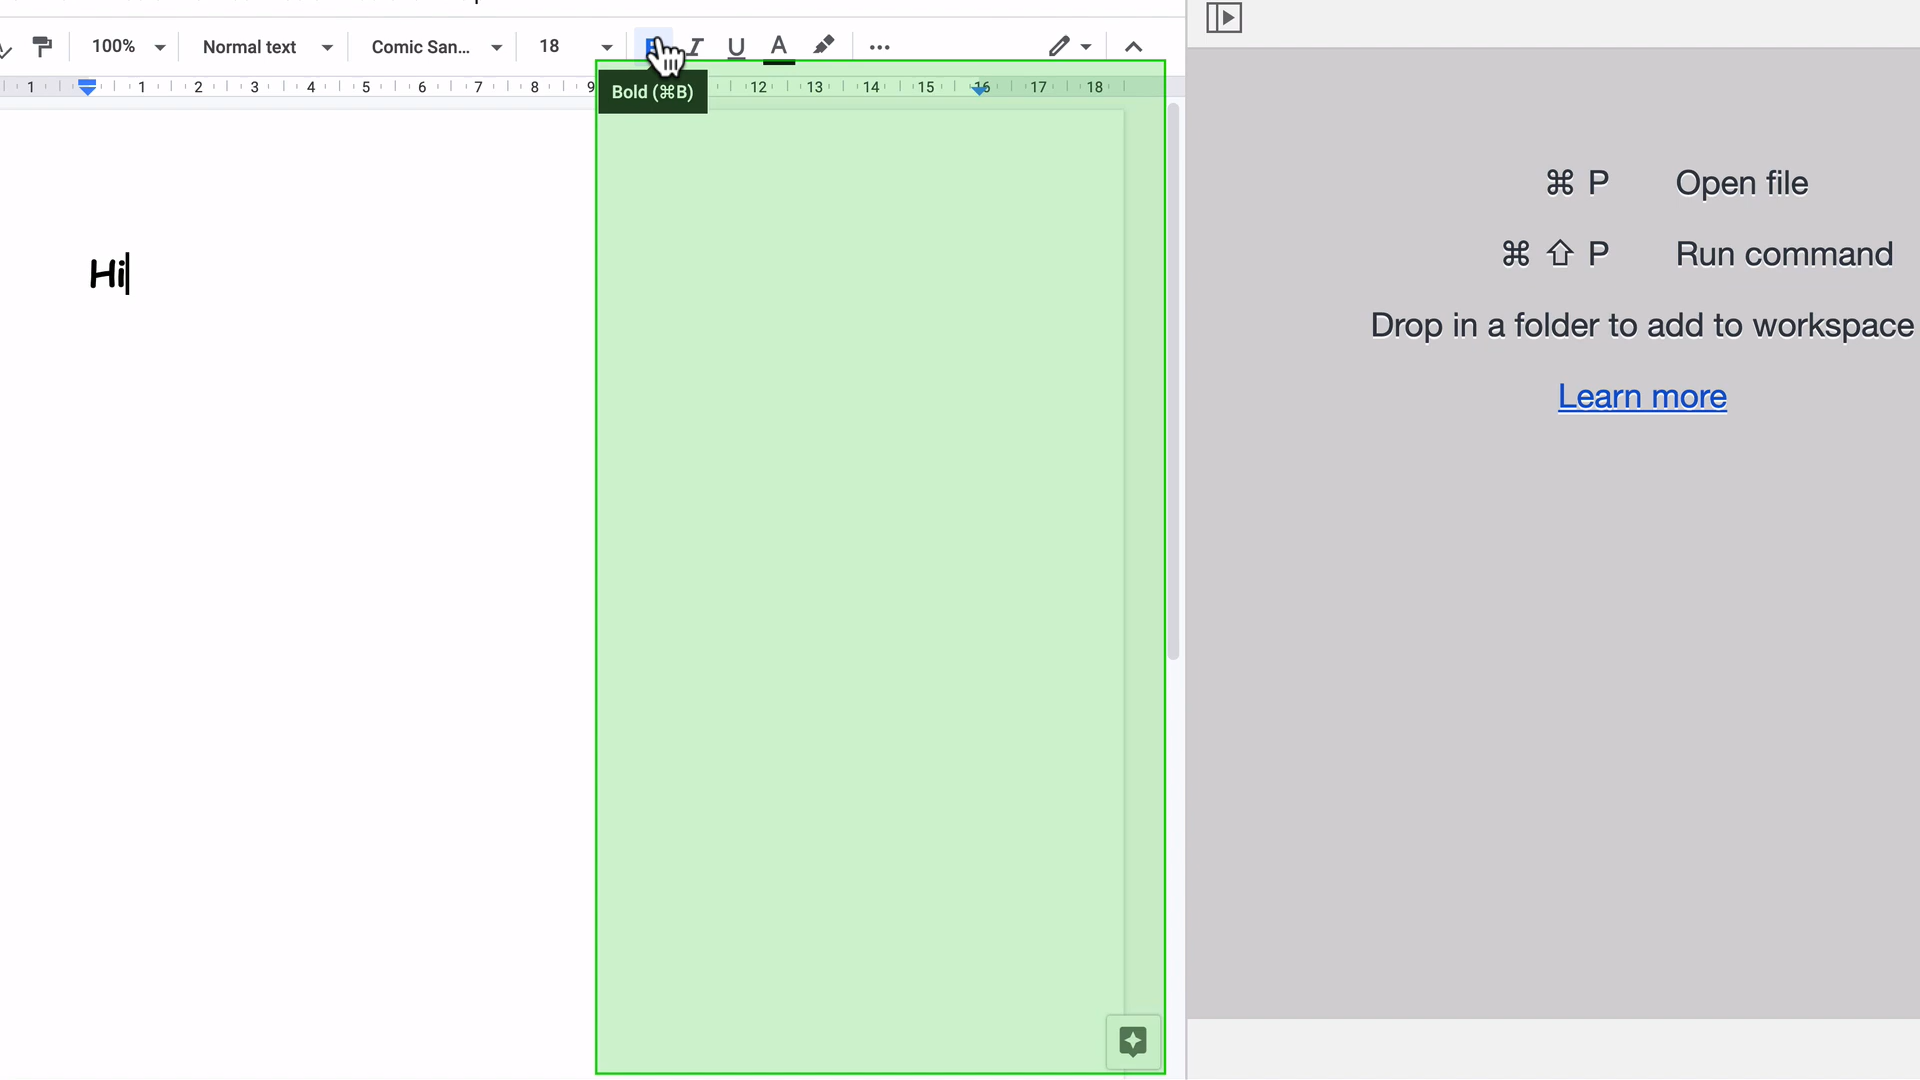 100% Normal text Comic San... 18 B I U A
1 1 2 3 4 5 6 7 8 9 12 13 14 15 16 17 18
Bold (⌘B)
Hi
⌘ P Open file
⌘ ⇧ P Run command
Drop in a folder to add to workspace
Learn more